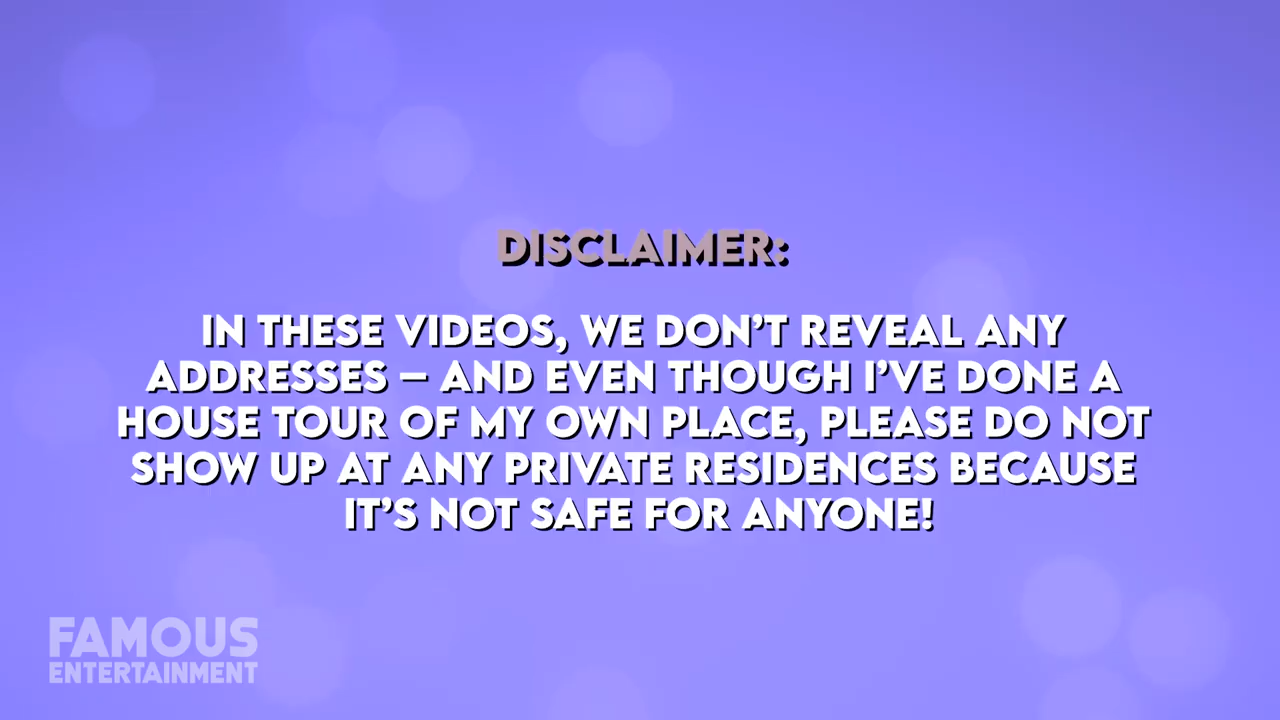 DISCLAIMER:
IN THESE VIDEOS, WE DON'T REVEAL ANY
ADDRESSES – AND EVEN THOUGH I'VE DONE A
HOUSE TOUR OF MY OWN PLACE, PLEASE DO NOT
SHOW UP AT ANY PRIVATE RESIDENCES BECAUSE
IT'S NOT SAFE FOR ANYONE!
FAMOUS
ENTERTAINMENT